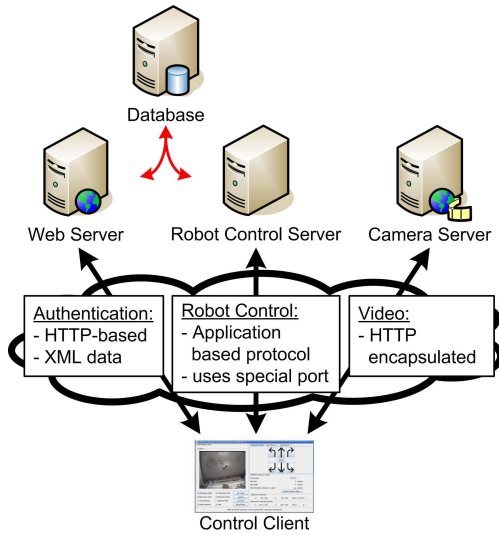 Database
Web Server
Robot Control Server
Camera Server
Authentication:
- HTTP-based
- XML data
Robot Control:
- Application
based protocol
- uses special port
Video:
- HTTP
encapsulated
Control Client